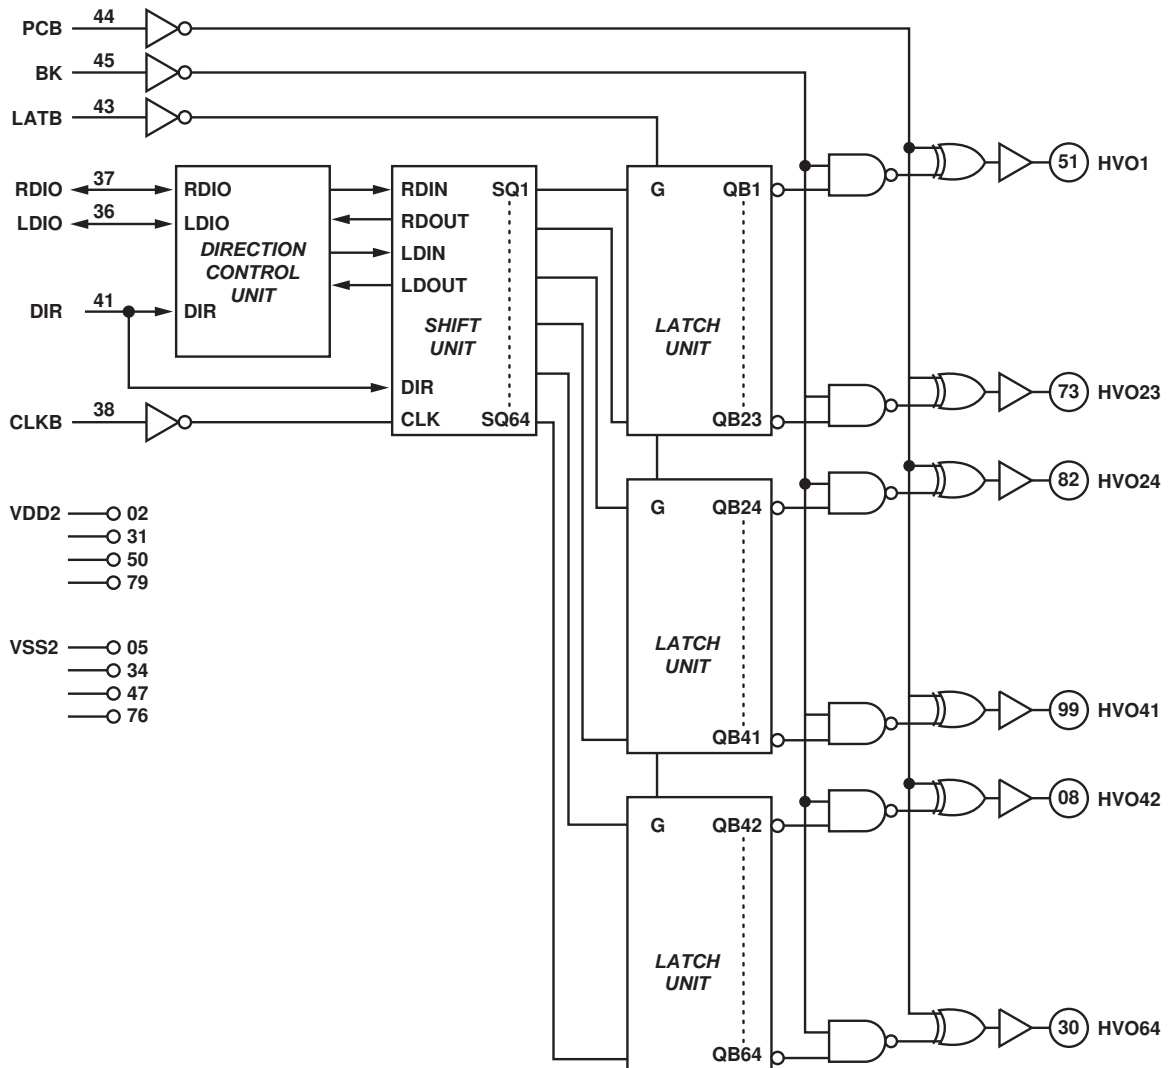 PCB 44
BK 45
LATB 43
RDIO 37
LDIO 36
DIR 41
CLKB 38
RDIO
LDIO
DIRECTION
CONTROL
UNIT
DIR
RDIN SQ1
RDOUT
LDIN
LDOUT
SHIFT
UNIT
DIR
CLK SQ64
G QB1
LATCH
UNIT
QB23
G QB24
LATCH
UNIT
QB41
G QB42
LATCH
UNIT
QB64
51 HVO1
73 HVO23
82 HVO24
99 HVO41
08 HVO42
30 HVO64
VDD2 02
31
50
79
VSS2 05
34
47
76